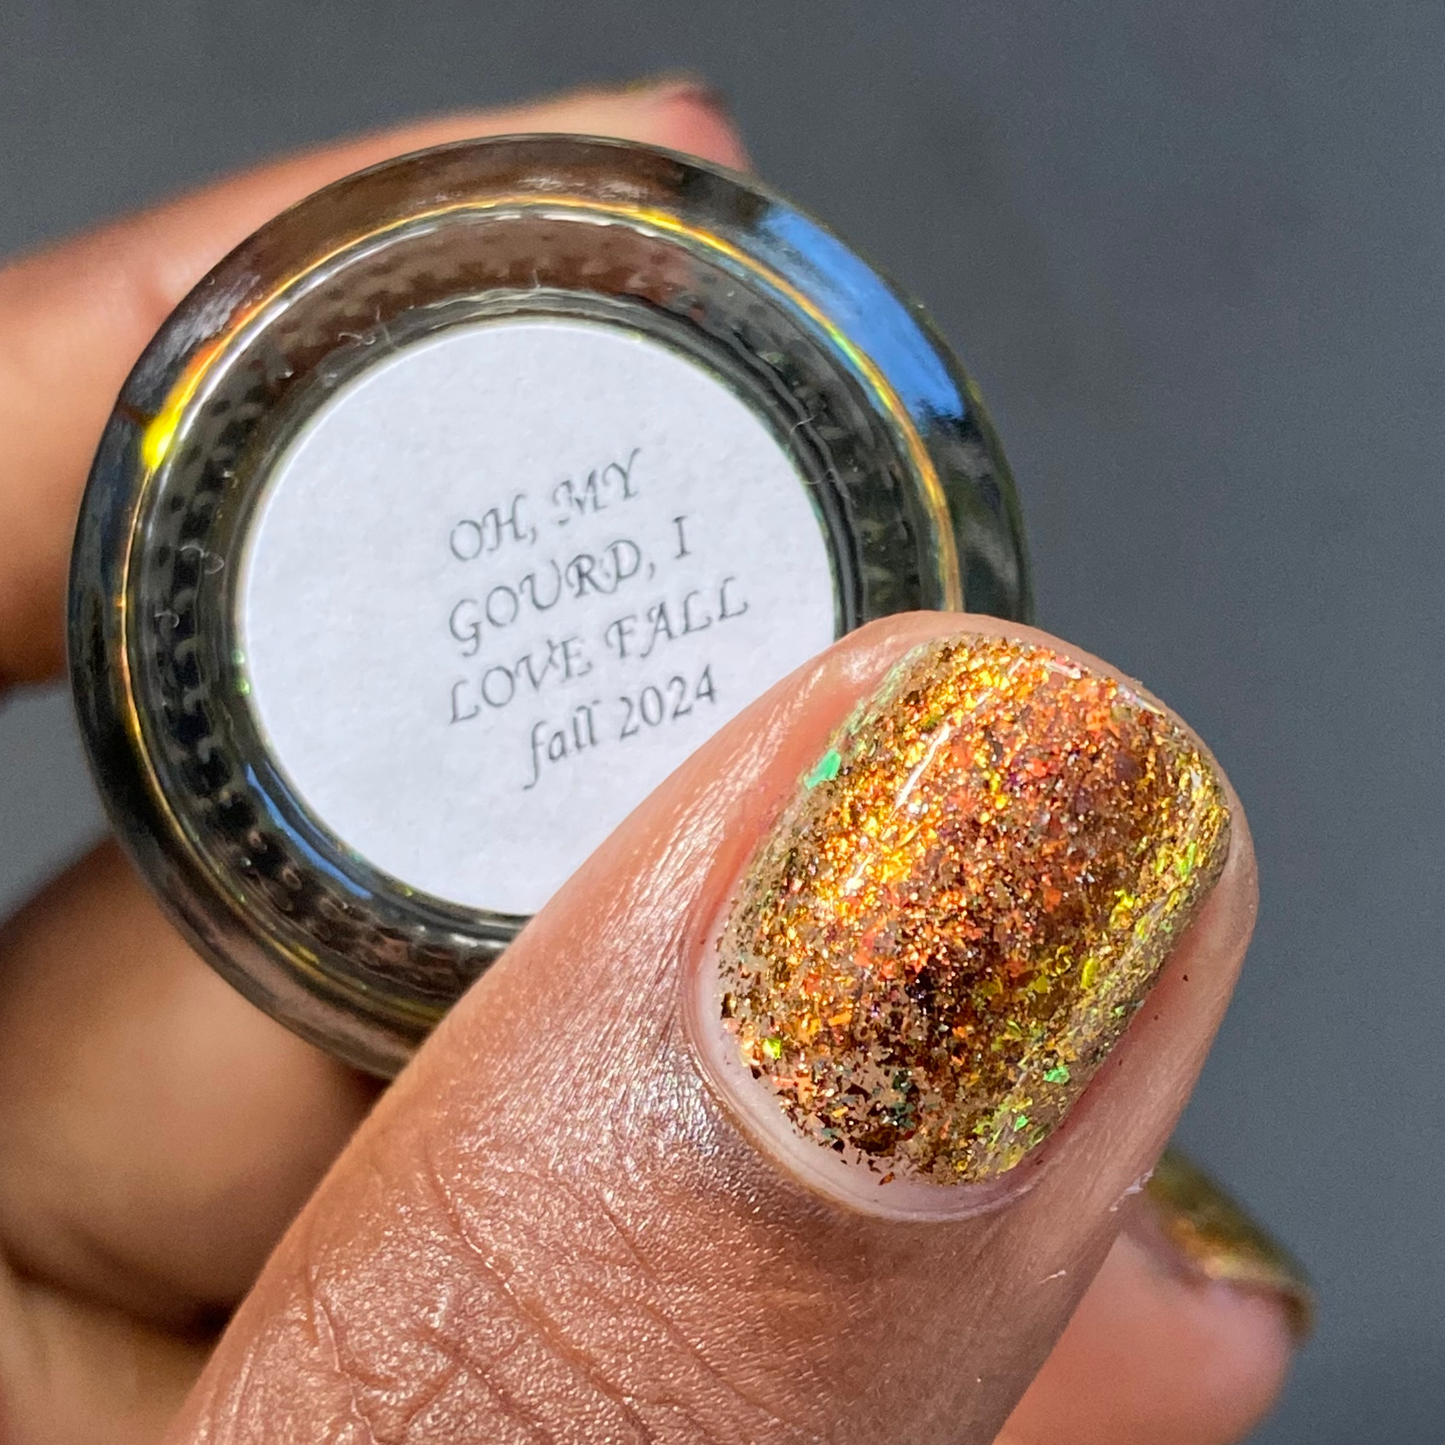 OH, MY
GOURD, I
LOVE FALL
fall 2024